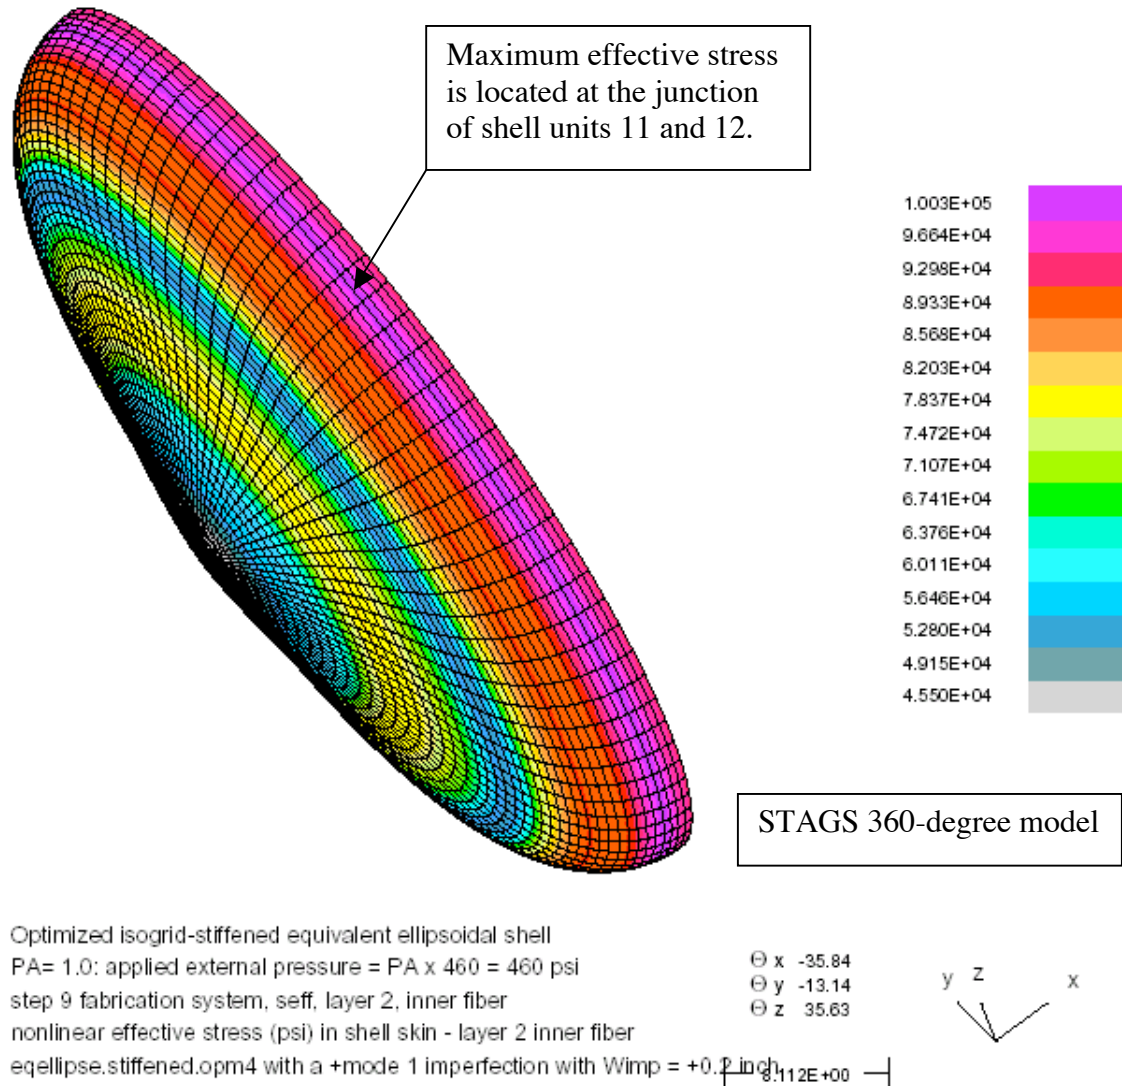 Maximum effective stress
is located at the junction
of shell units 11 and 12.
1.003E+05
9.664E+04
9.298E+04
8.933E+04
8.568E+04
8.203E+04
7.837E+04
7.472E+04
7.107E+04
6.741E+04
6.376E+04
6.011E+04
5.646E+04
5.280E+04
4.915E+04
4.550E+04
STAGS 360-degree model
Optimized isogrid-stiffened equivalent ellipsoidal shell
PA= 1.0: applied external pressure = PA x 460 = 460 psi
step 9 fabrication system, seff, layer 2, inner fiber
nonlinear effective stress (psi) in shell skin - layer 2 inner fiber
eqellipse.stiffened.opm4 with a +mode 1 imperfection with Wimp = +0.2 inch
Θ x -35.84
Θ y -13.14
Θ z 35.63
y z x
8.112E+00